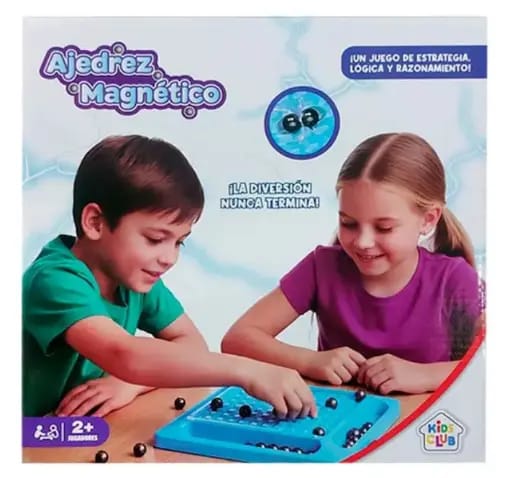 Ajedrez
Magnético
¡UN JUEGO DE ESTRATEGIA,
LÓGICA Y RAZONAMIENTO!
¡LA DIVERSIÓN
NUNCA TERMINA!
2+
JUGADORES
KiDS
CLUB